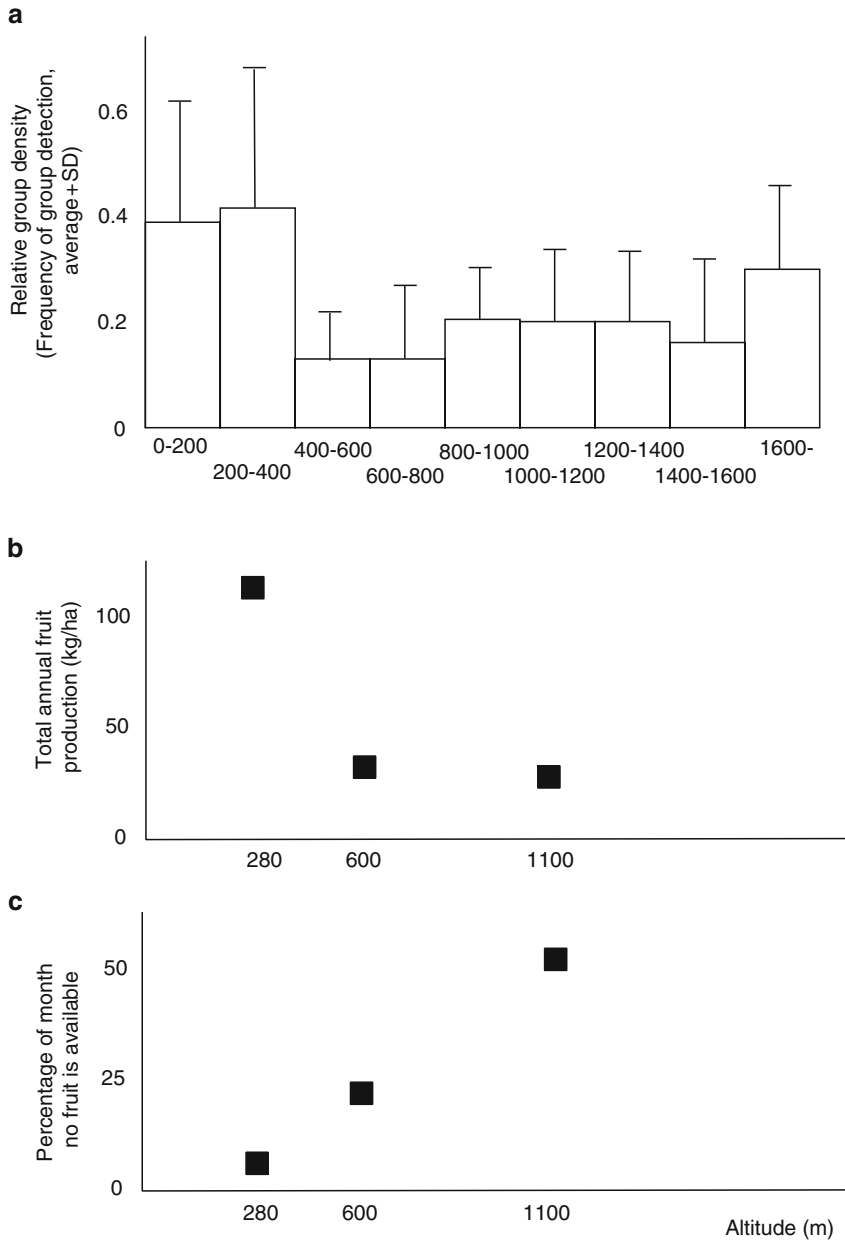 a
Relative group density
(Frequency of group detection,
average+SD)
0.6
0.4
0.2
0
0-200
200-400
400-600
600-800
800-1000
1000-1200
1200-1400
1400-1600
1600-
b
Total annual fruit
production (kg/ha)
100
50
0
280
600
1100
c
Percentage of month
no fruit is available
50
25
0
280
600
1100
Altitude (m)